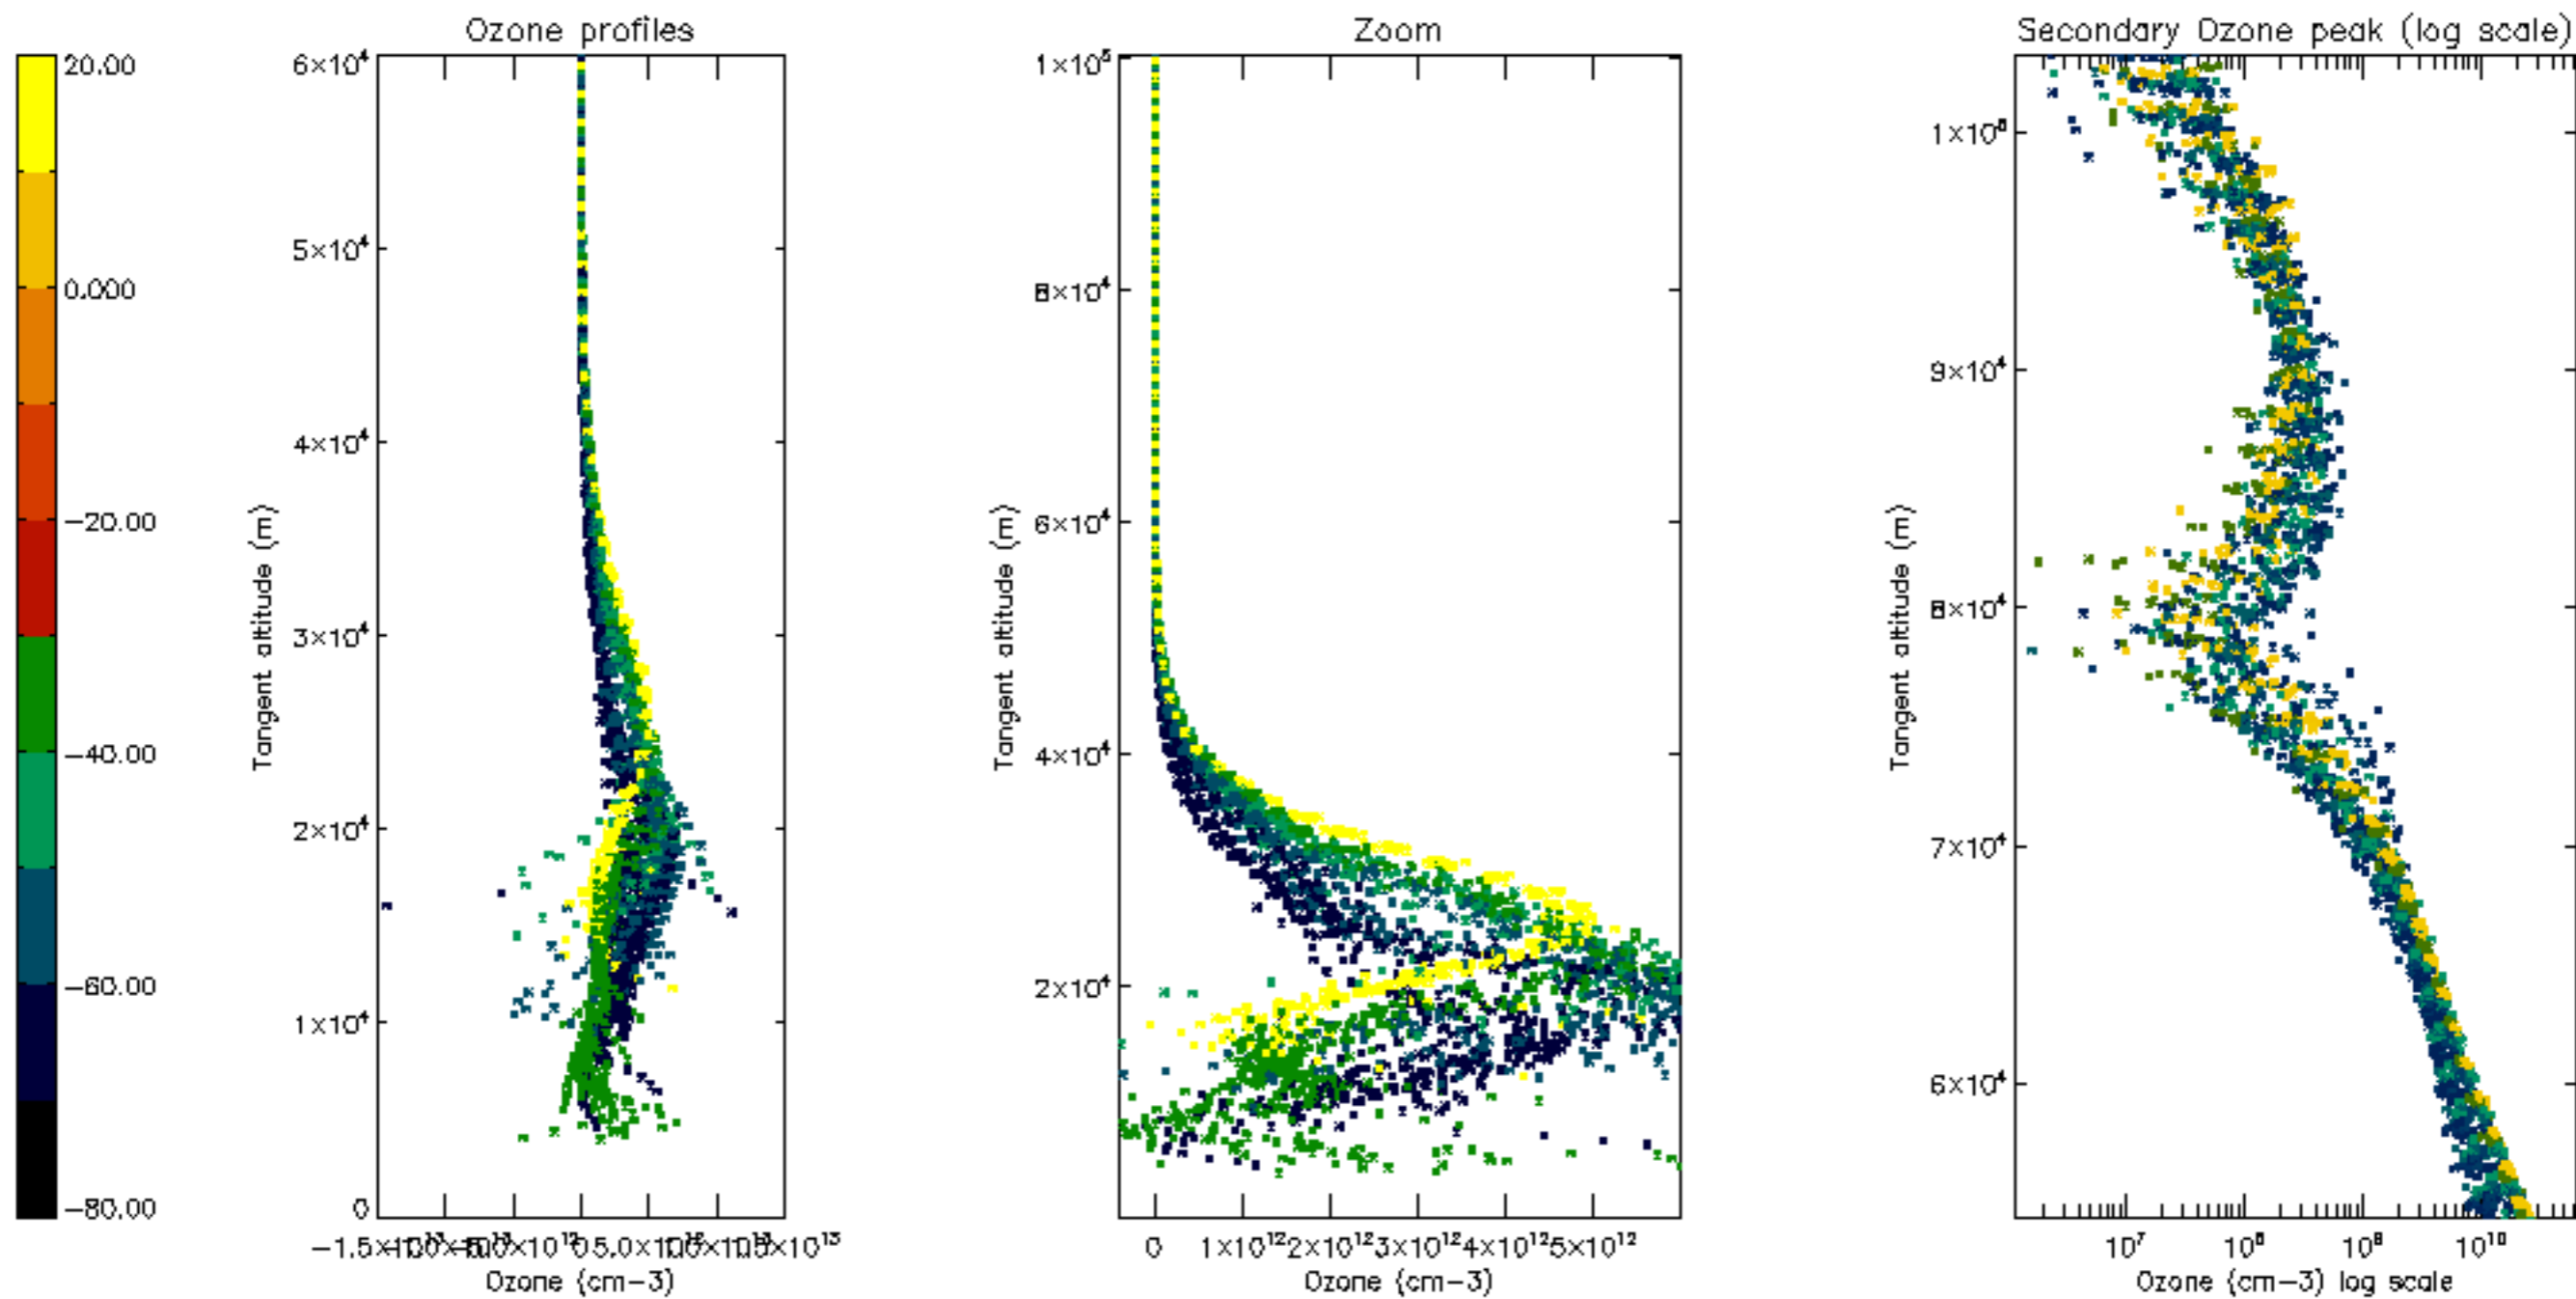 20.00
0.000
−20.00
−40.00
−60.00
−80.00
Ozone profiles
6×10⁴
5×10⁴
4×10⁴
3×10⁴
2×10⁴
1×10⁴
0
Tangent altitude (m)
Ozone (cm−3)
Zoom
1×10⁵
8×10⁴
6×10⁴
4×10⁴
2×10⁴
Tangent altitude (m)
0 1×10¹² 2×10¹² 3×10¹² 4×10¹² 5×10¹²
Ozone (cm−3)
Secondary Ozone peak (log scale)
1×10⁵
9×10⁴
8×10⁴
7×10⁴
6×10⁴
Tangent altitude (m)
10⁷ 10⁸ 10⁹ 10¹⁰
Ozone (cm−3) log scale